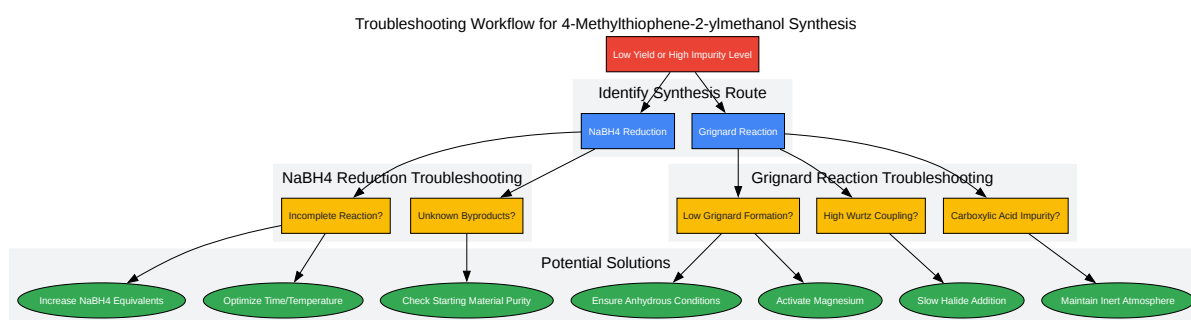 Troubleshooting Workflow for 4-Methylthiophene-2-ylmethanol Synthesis
Low Yield or High Impurity Level
Identify Synthesis Route
NaBH4 Reduction
Grignard Reaction
NaBH4 Reduction Troubleshooting
Grignard Reaction Troubleshooting
Incomplete Reaction?
Unknown Byproducts?
Low Grignard Formation?
High Wurtz Coupling?
Carboxylic Acid Impurity?
Potential Solutions
Increase NaBH4 Equivalents
Optimize Time/Temperature
Check Starting Material Purity
Ensure Anhydrous Conditions
Activate Magnesium
Slow Halide Addition
Maintain Inert Atmosphere